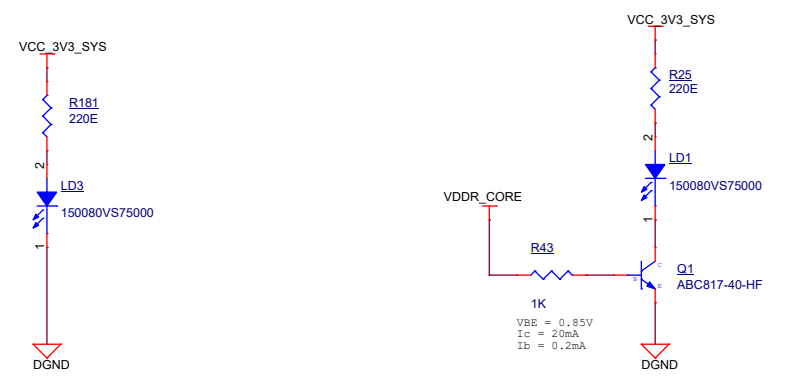 VCC_3V3_SYS
R181
220E
2
LD3
150080VS75000
1
DGND
VCC_3V3_SYS
R25
220E
2
LD1
150080VS75000
1
VDDR_CORE
R43
1K
C
B
E
Q1
ABC817-40-HF
VBE = 0.85V
Ic = 20mA
Ib = 0.2mA
DGND